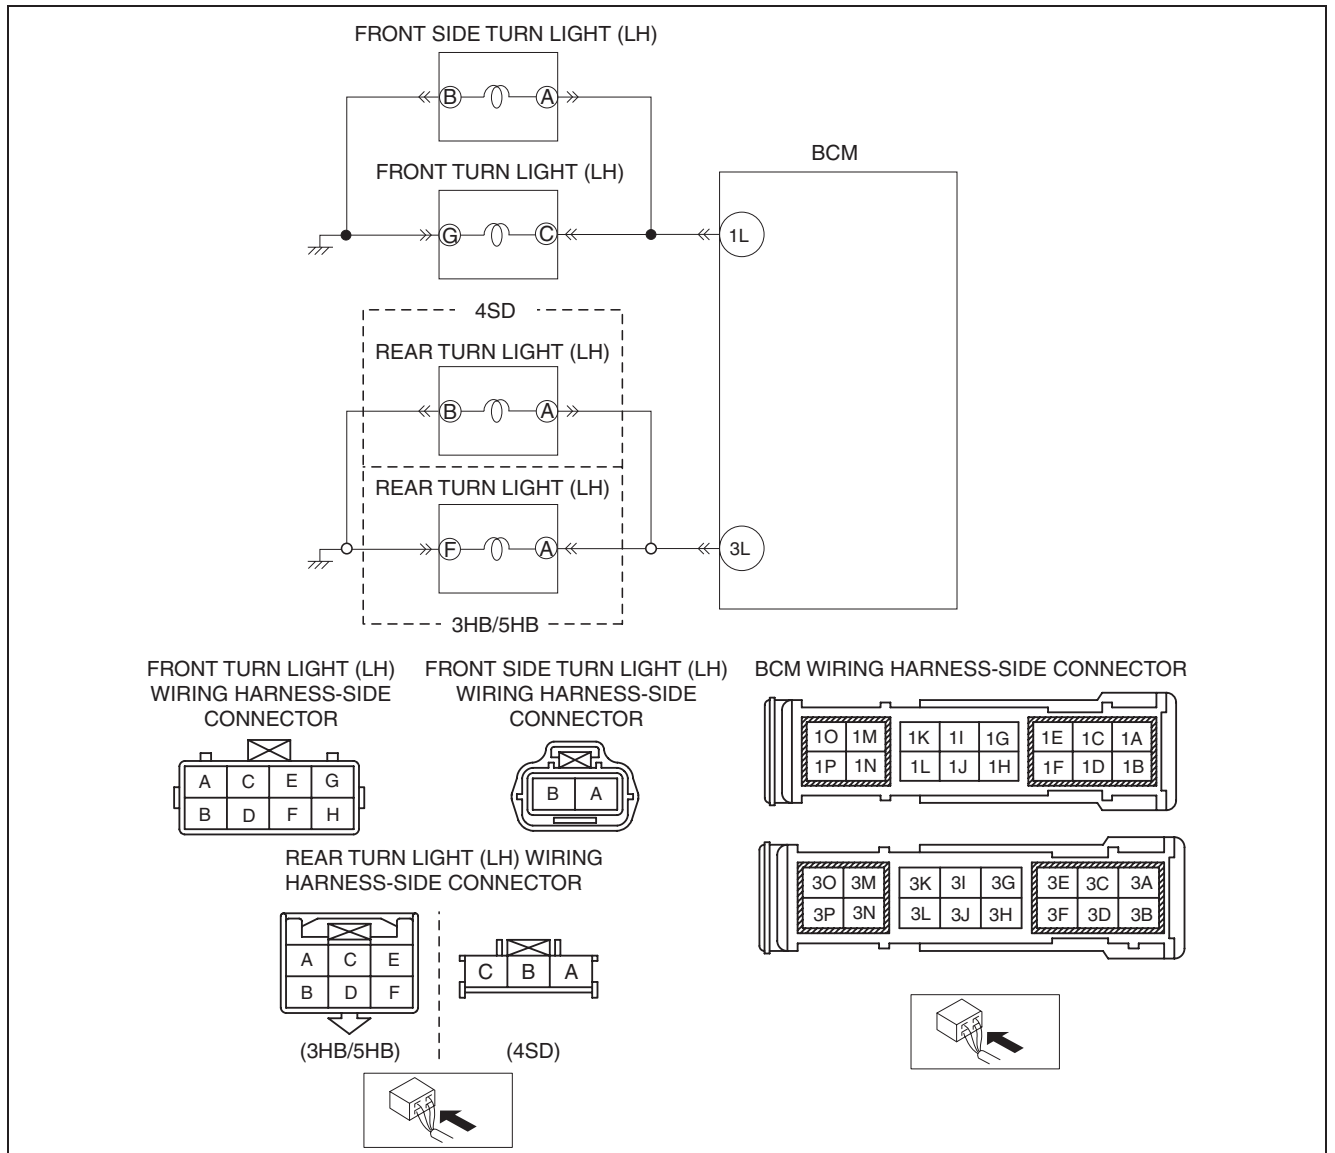 FRONT SIDE TURN LIGHT (LH)
B A
FRONT TURN LIGHT (LH)
G C
BCM
1L
4SD
REAR TURN LIGHT (LH)
B A
REAR TURN LIGHT (LH)
F A
3L
3HB/5HB
FRONT TURN LIGHT (LH)
WIRING HARNESS-SIDE
CONNECTOR
A C E G
B D F H
FRONT SIDE TURN LIGHT (LH)
WIRING HARNESS-SIDE
CONNECTOR
B A
BCM WIRING HARNESS-SIDE CONNECTOR
1O 1M 1K 1I 1G 1E 1C 1A
1P 1N 1L 1J 1H 1F 1D 1B
3O 3M 3K 3I 3G 3E 3C 3A
3P 3N 3L 3J 3H 3F 3D 3B
REAR TURN LIGHT (LH) WIRING
HARNESS-SIDE CONNECTOR
A C E
B D F
(3HB/5HB)
C B A
(4SD)